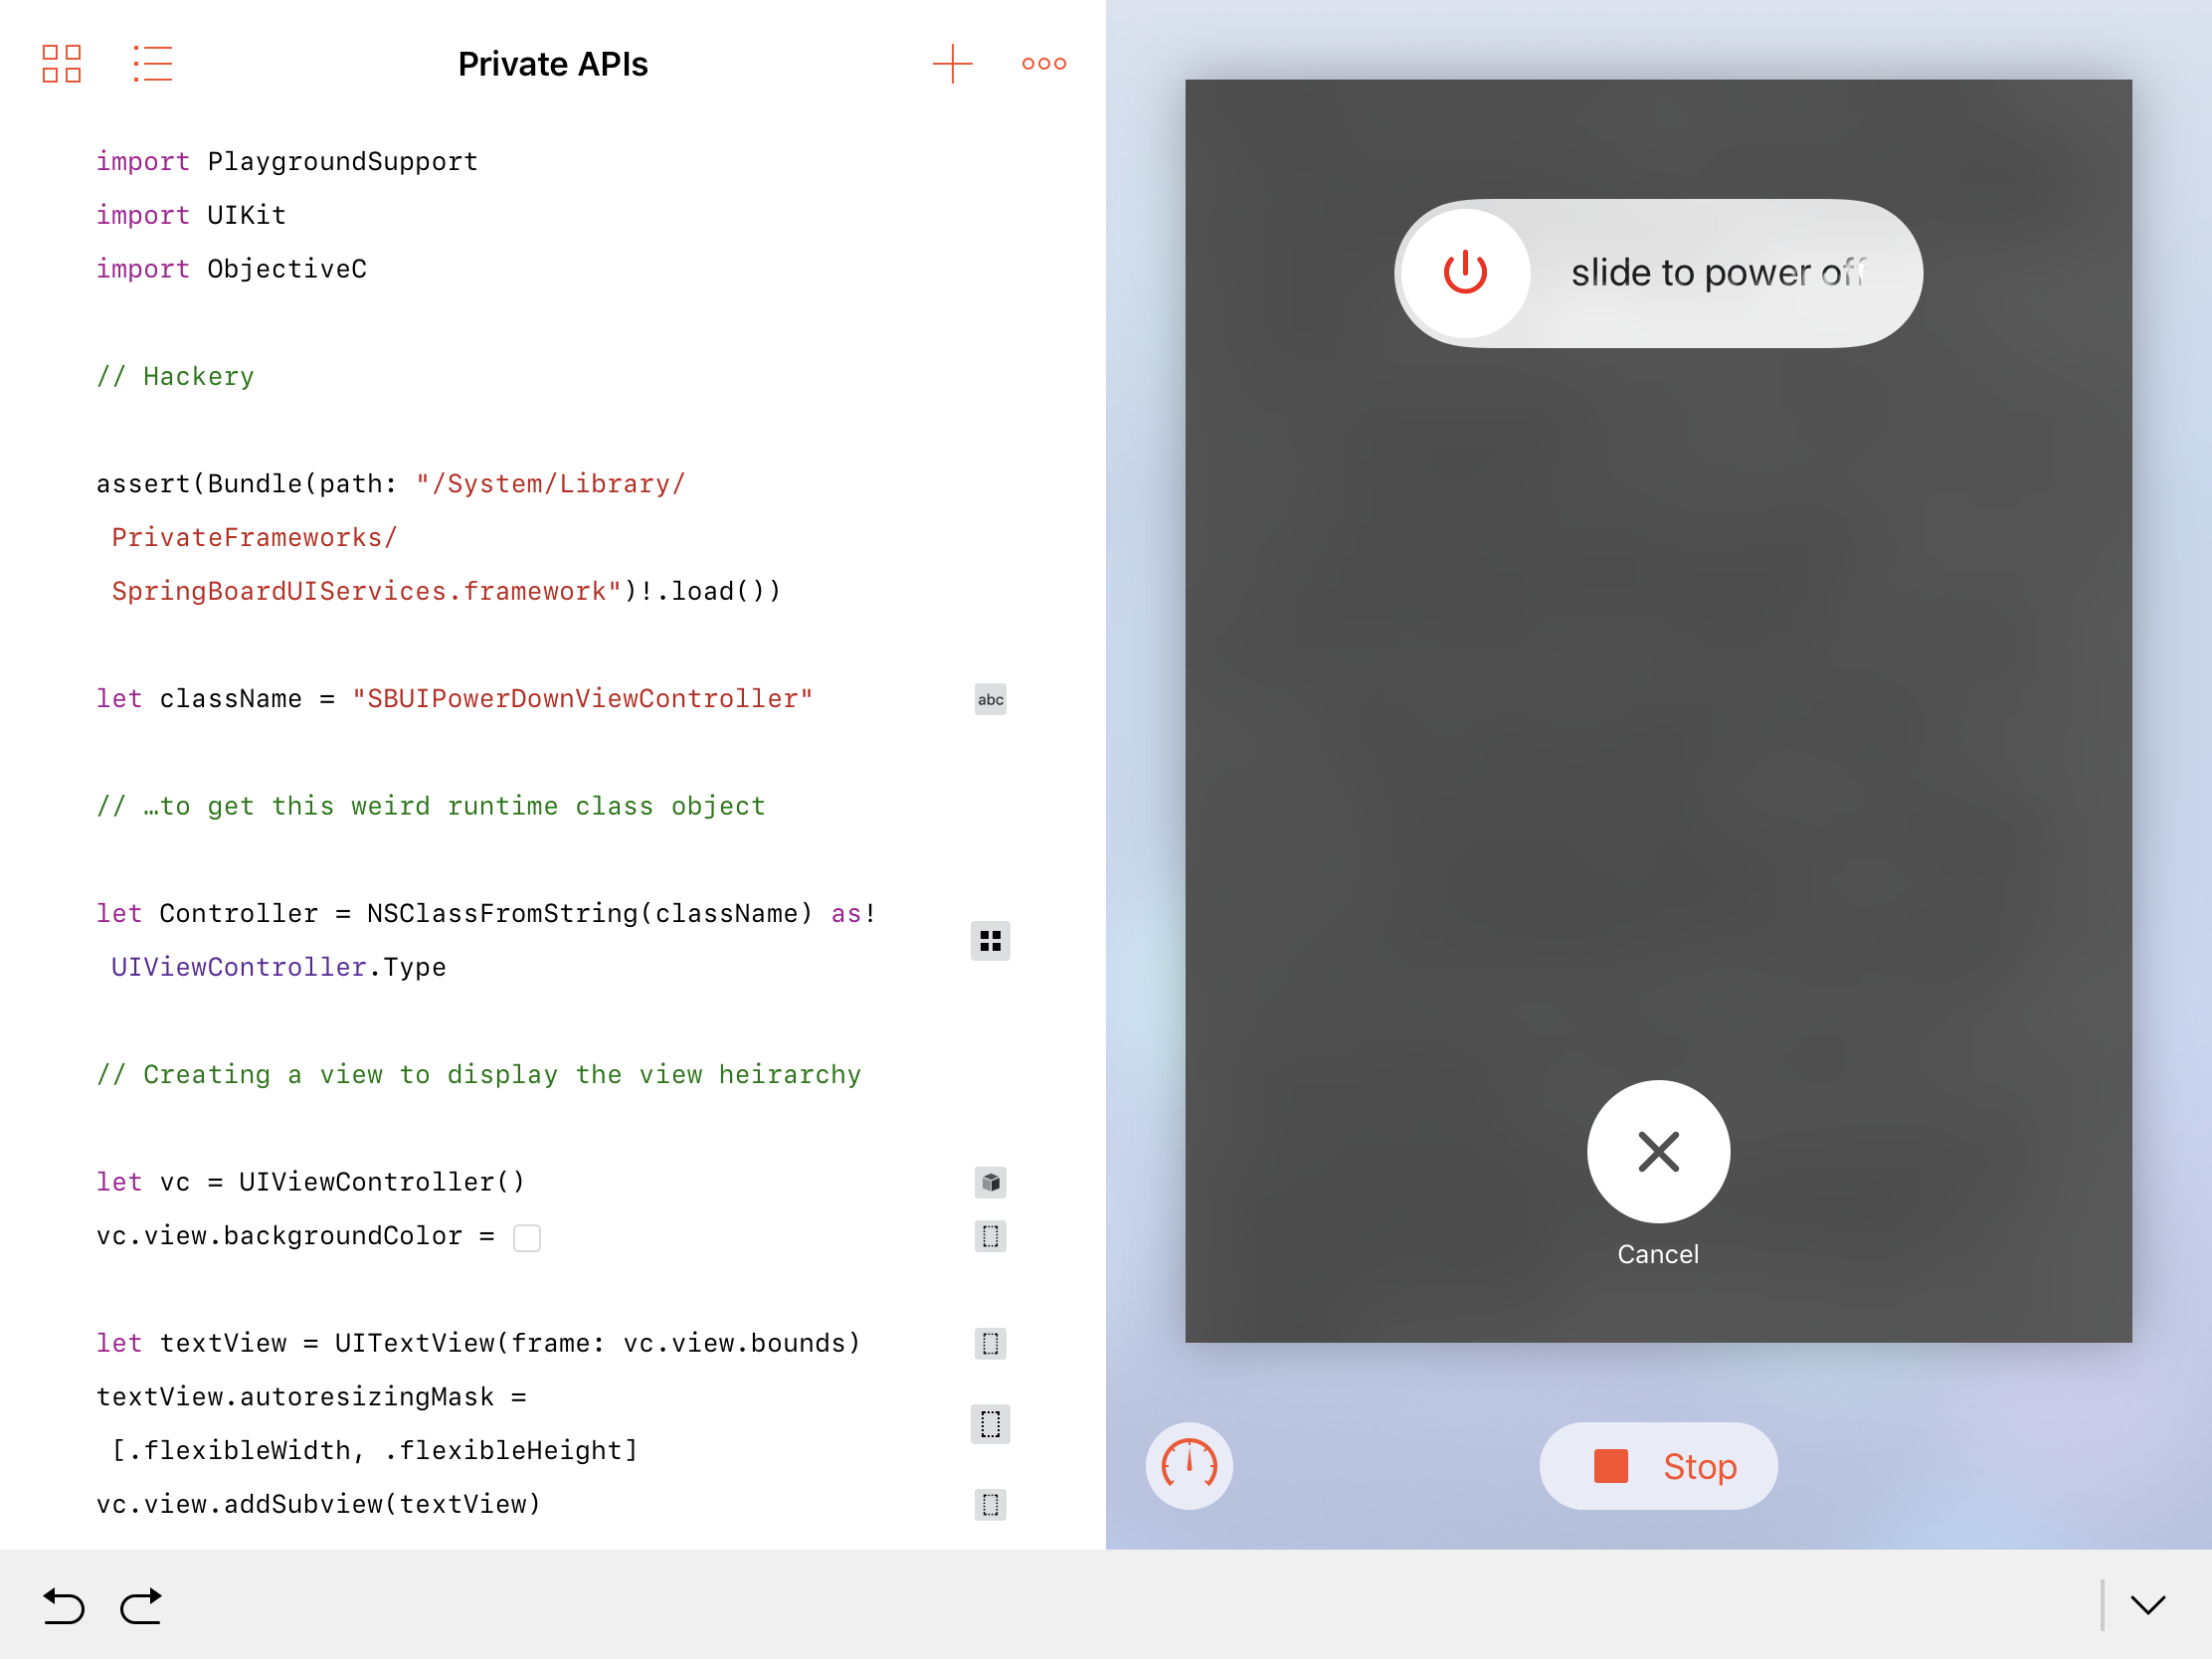 Private APIs
import PlaygroundSupport
import UIKit
import ObjectiveC
// Hackery
assert(Bundle(path: "/System/Library/
PrivateFrameworks/
SpringBoardUIServices.framework")!.load())
let className = "SBUIPowerDownViewController"
abc
// …to get this weird runtime class object
let Controller = NSClassFromString(className) as!
UIViewController.Type
// Creating a view to display the view heirarchy
let vc = UIViewController()
vc.view.backgroundColor =
let textView = UITextView(frame: vc.view.bounds)
textView.autoresizingMask =
[.flexibleWidth, .flexibleHeight]
vc.view.addSubview(textView)
slide to power off
Cancel
Stop